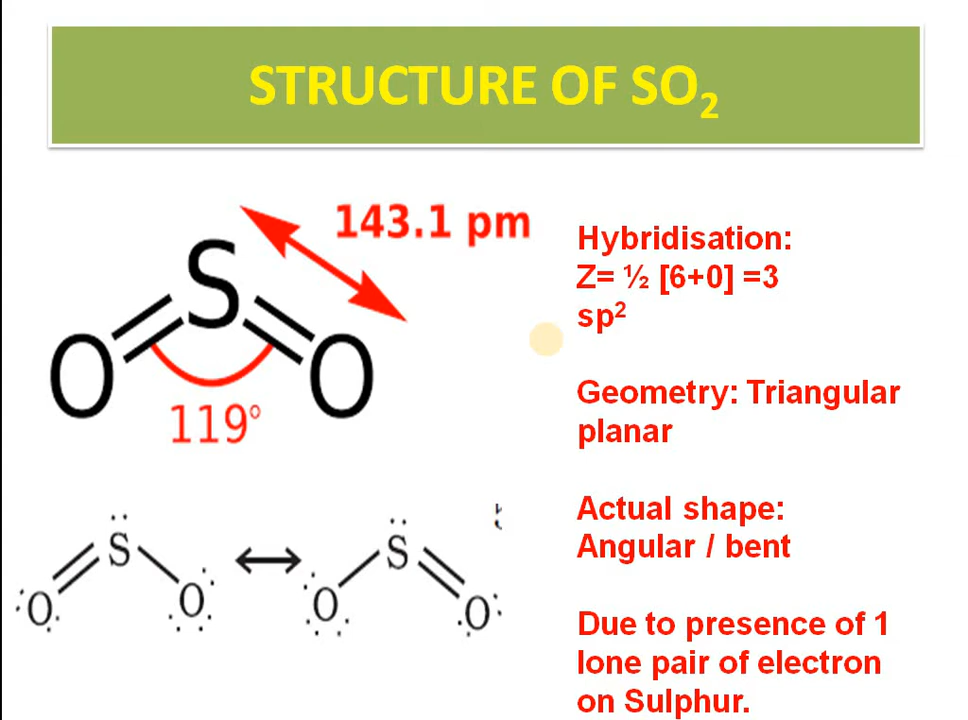 STRUCTURE OF SO₂
143.1 pm
S
O O
119°
Hybridisation:
Z= ½ [6+0] =3
sp²
Geometry: Triangular
planar
Actual shape:
Angular / bent
Due to presence of 1
lone pair of electron
on Sulphur.
S S
O O O O